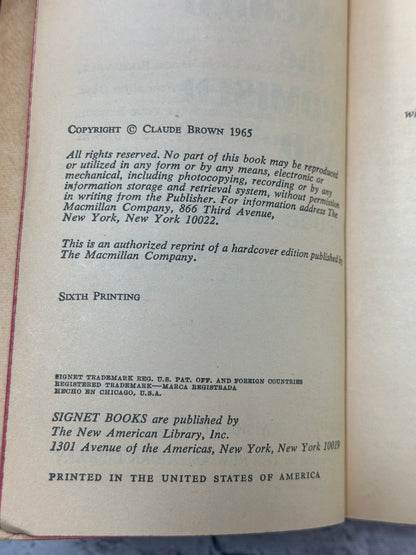 COPYRIGHT © CLAUDE BROWN 1965
All rights reserved. No part of this book may be reproduced
or utilized in any form or by any means, electronic or
mechanical, including photocopying, recording or by any
information storage and retrieval system, without permission
in writing from the Publisher. For information address The
Macmillan Company, 866 Third Avenue,
New York, New York 10022.
This is an authorized reprint of a hardcover edition published by
The Macmillan Company.
SIXTH PRINTING
SIGNET TRADEMARK REG. U.S. PAT. OFF. AND FOREIGN COUNTRIES
REGISTERED TRADEMARK—MARCA REGISTRADA
HECHO EN CHICAGO, U.S.A.
SIGNET BOOKS are published by
The New American Library, Inc.
1301 Avenue of the Americas, New York, New York 10019
PRINTED IN THE UNITED STATES OF AMERICA